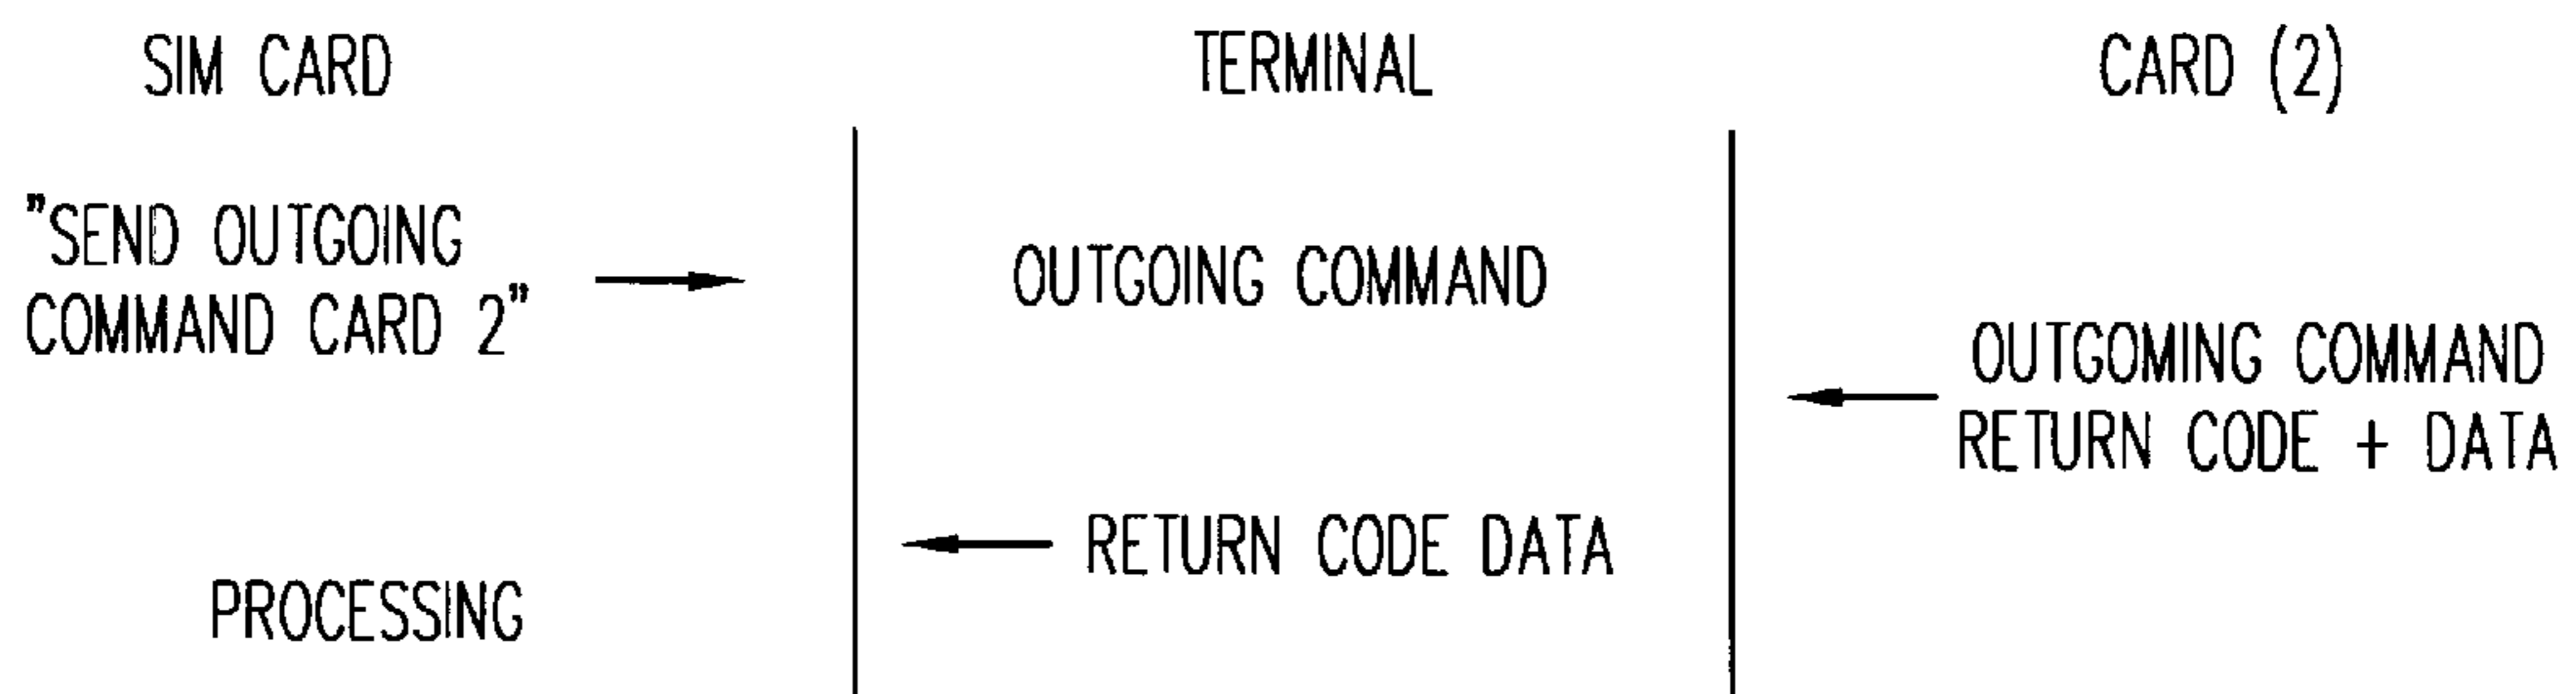 SIM CARD
TERMINAL
CARD (2)
"SEND OUTGOING
COMMAND CARD 2"
OUTGOING COMMAND
OUTGOMING COMMAND
RETURN CODE + DATA
RETURN CODE DATA
PROCESSING